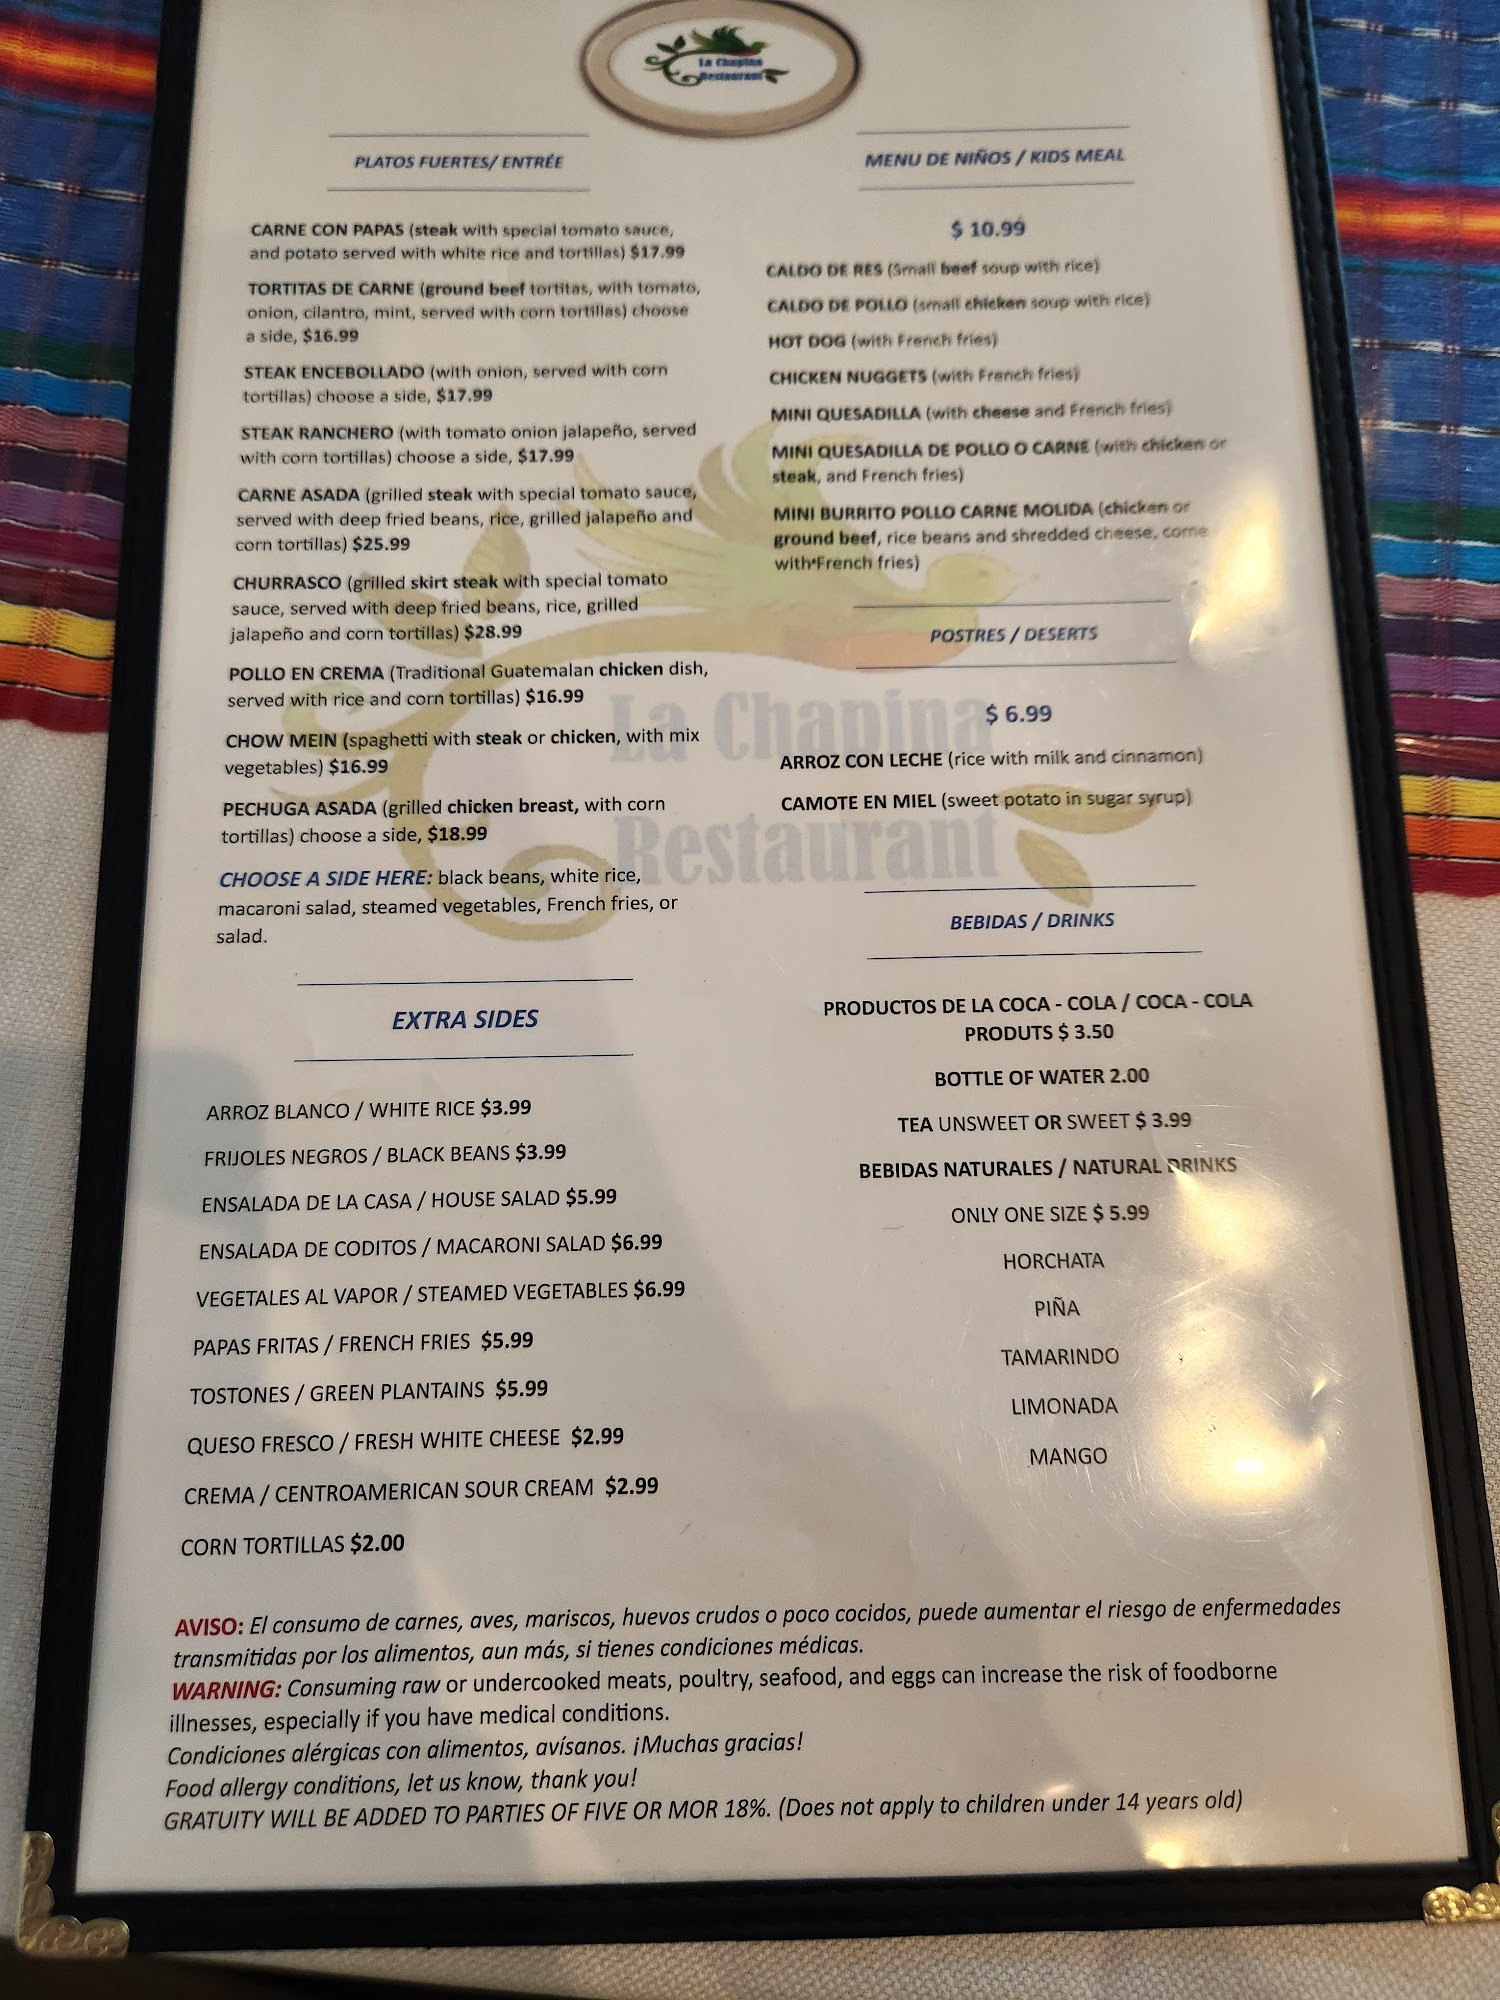 La Chapina
Restaurant
PLATOS FUERTES/ ENTRÉE
CARNE CON PAPAS (steak with special tomato sauce,
and potato served with white rice and tortillas) $17.99
TORTITAS DE CARNE (ground beef tortitas, with tomato,
onion, cilantro, mint, served with corn tortillas) choose
a side, $16.99
STEAK ENCEBOLLADO (with onion, served with corn
tortillas) choose a side, $17.99
STEAK RANCHERO (with tomato onion jalapeño, served
with corn tortillas) choose a side, $17.99
CARNE ASADA (grilled steak with special tomato sauce,
served with deep fried beans, rice, grilled jalapeño and
corn tortillas) $25.99
CHURRASCO (grilled skirt steak with special tomato
sauce, served with deep fried beans, rice, grilled
jalapeño and corn tortillas) $28.99
POLLO EN CREMA (Traditional Guatemalan chicken dish,
served with rice and corn tortillas) $16.99
CHOW MEIN (spaghetti with steak or chicken, with mix
vegetables) $16.99
PECHUGA ASADA (grilled chicken breast, with corn
tortillas) choose a side, $18.99
CHOOSE A SIDE HERE: black beans, white rice,
macaroni salad, steamed vegetables, French fries, or
salad.
EXTRA SIDES
ARROZ BLANCO / WHITE RICE $3.99
FRIJOLES NEGROS / BLACK BEANS $3.99
ENSALADA DE LA CASA / HOUSE SALAD $5.99
ENSALADA DE CODITOS / MACARONI SALAD $6.99
VEGETALES AL VAPOR / STEAMED VEGETABLES $6.99
PAPAS FRITAS / FRENCH FRIES $5.99
TOSTONES / GREEN PLANTAINS $5.99
QUESO FRESCO / FRESH WHITE CHEESE $2.99
CREMA / CENTROAMERICAN SOUR CREAM $2.99
CORN TORTILLAS $2.00
MENU DE NIÑOS / KIDS MEAL
$ 10.99
CALDO DE RES (Small beef soup with rice)
CALDO DE POLLO (small chicken soup with rice)
HOT DOG (with French fries)
CHICKEN NUGGETS (with French fries)
MINI QUESADILLA (with cheese and French fries)
MINI QUESADILLA DE POLLO O CARNE (with chicken or
steak, and French fries)
MINI BURRITO POLLO CARNE MOLIDA (chicken or
ground beef, rice beans and shredded cheese, come
with French fries)
POSTRES / DESERTS
$ 6.99
ARROZ CON LECHE (rice with milk and cinnamon)
CAMOTE EN MIEL (sweet potato in sugar syrup)
La Chapina
Restaurant
BEBIDAS / DRINKS
PRODUCTOS DE LA COCA - COLA / COCA - COLA
PRODUTS $ 3.50
BOTTLE OF WATER 2.00
TEA UNSWEET OR SWEET $ 3.99
BEBIDAS NATURALES / NATURAL DRINKS
ONLY ONE SIZE $ 5.99
HORCHATA
PIÑA
TAMARINDO
LIMONADA
MANGO
AVISO: El consumo de carnes, aves, mariscos, huevos crudos o poco cocidos, puede aumentar el riesgo de enfermedades
transmitidas por los alimentos, aun más, si tienes condiciones médicas.
WARNING: Consuming raw or undercooked meats, poultry, seafood, and eggs can increase the risk of foodborne
illnesses, especially if you have medical conditions.
Condiciones alérgicas con alimentos, avísanos. ¡Muchas gracias!
Food allergy conditions, let us know, thank you!
GRATUITY WILL BE ADDED TO PARTIES OF FIVE OR MOR 18%. (Does not apply to children under 14 years old)